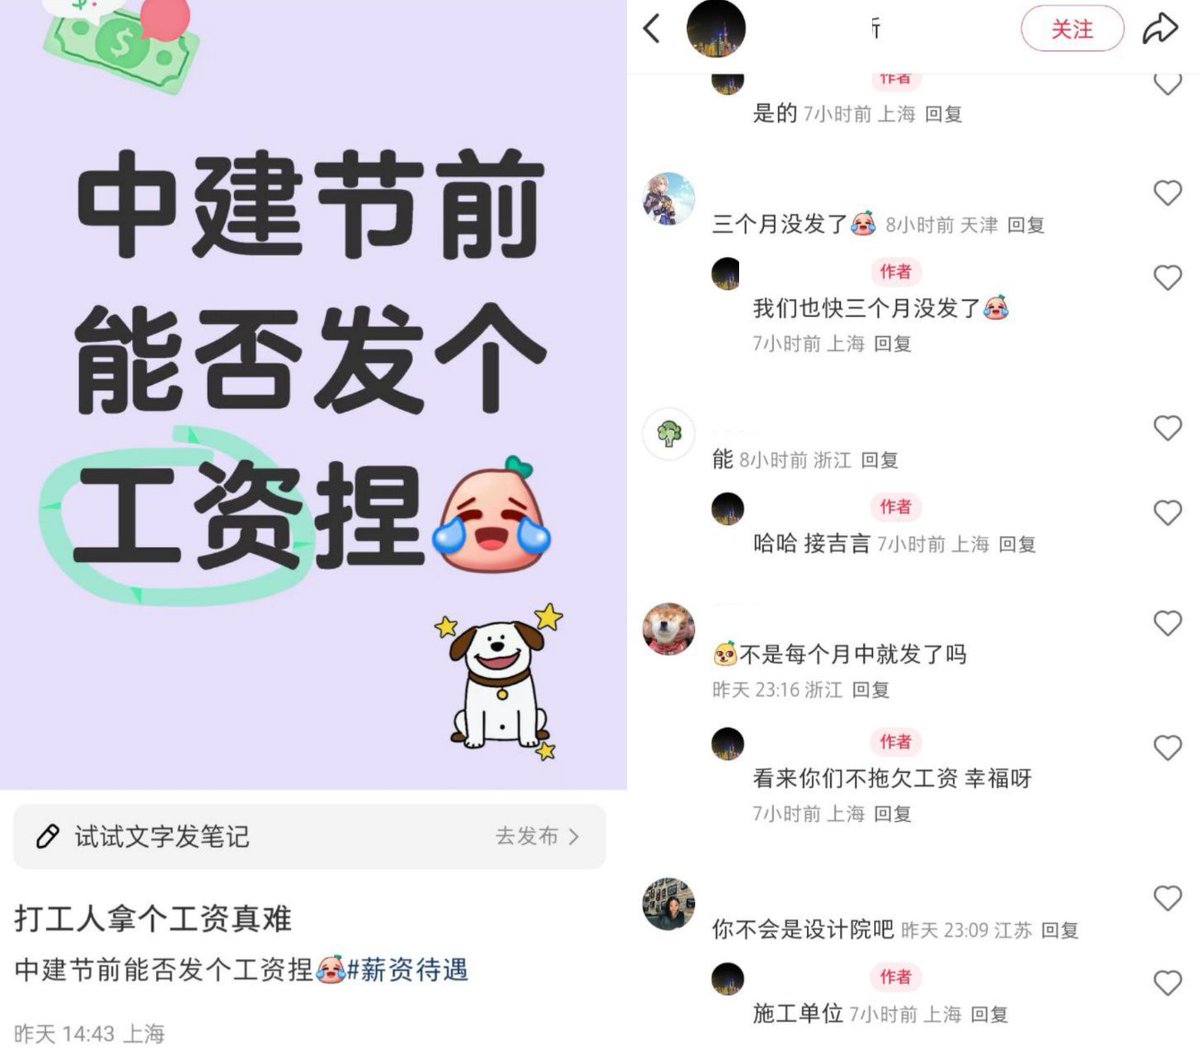 中建节前
能否发个
工资捏
试试文字发笔记
去发布
打工人拿个工资真难
中建节前能否发个工资捏#薪资待遇
昨天 14:43 上海
关注
作者
是的 7小时前 上海 回复
三个月没发了 8小时前 天津 回复
作者
我们也快三个月没发了
7小时前 上海 回复
能 8小时前 浙江 回复
作者
哈哈 接吉言 7小时前 上海 回复
不是每个月中就发了吗
昨天 23:16 浙江 回复
作者
看来你们不拖欠工资 幸福呀
7小时前 上海 回复
你不会是设计院吧 昨天 23:09 江苏 回复
作者
施工单位 7小时前 上海 回复